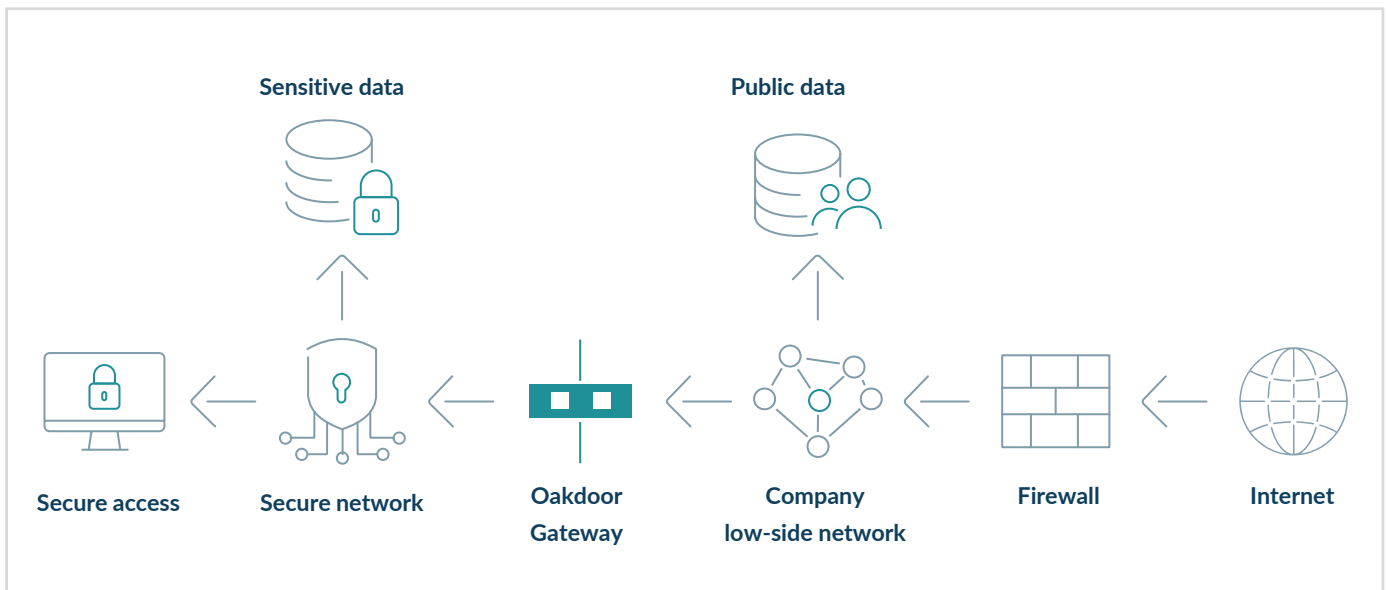 Sensitive data
Public data
Secure access
Secure network
Oakdoor
Gateway
Company
low-side network
Firewall
Internet